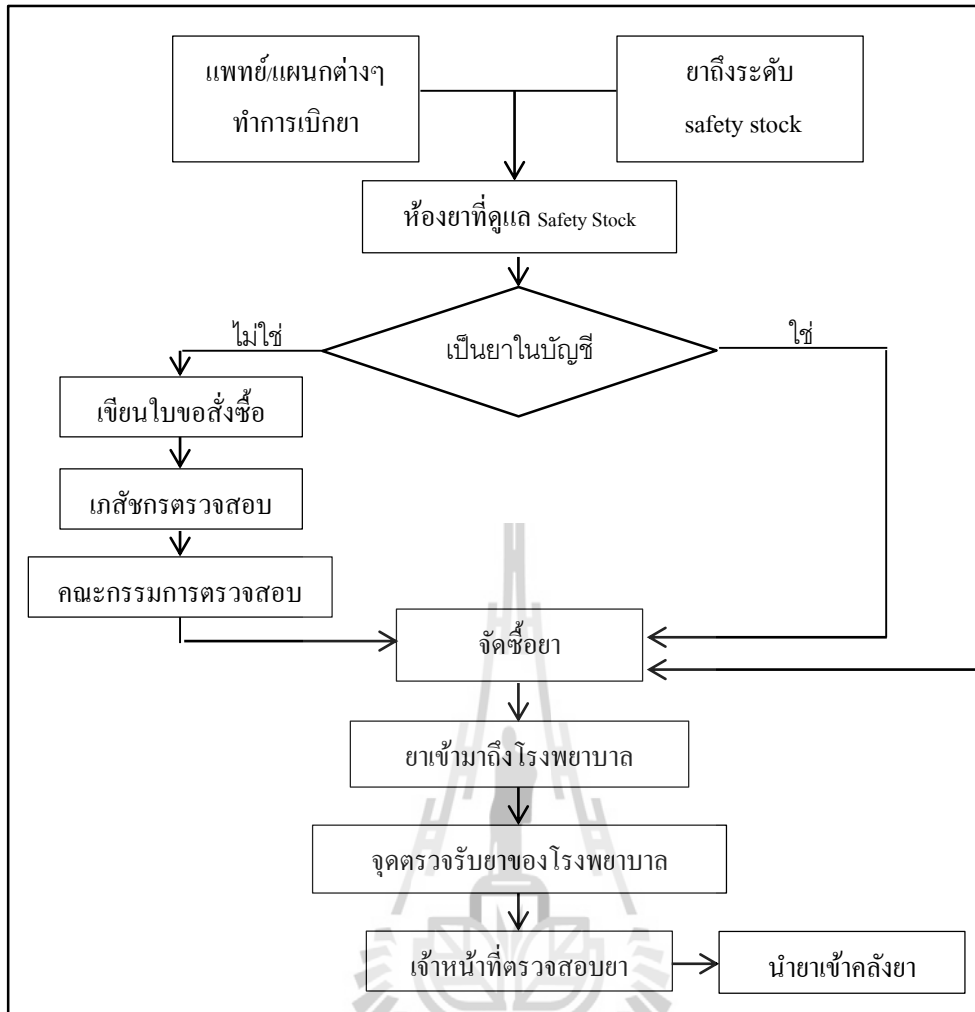 แพทย์/แผนกต่างๆ
ทำการเบิกยา
ยาถึงระดับ
safety stock
ห้องยาที่ดูแล Safety Stock
เป็นยาในบัญชี
ไม่ใช่
ใช่
เขียนใบขอสั่งซื้อ
เภสัชกรตรวจสอบ
คณะกรรมการตรวจสอบ
จัดซื้อยา
ยาเข้ามาถึงโรงพยาบาล
จุดตรวจรับยาของโรงพยาบาล
เจ้าหน้าที่ตรวจสอบยา
นำยาเข้าคลังยา